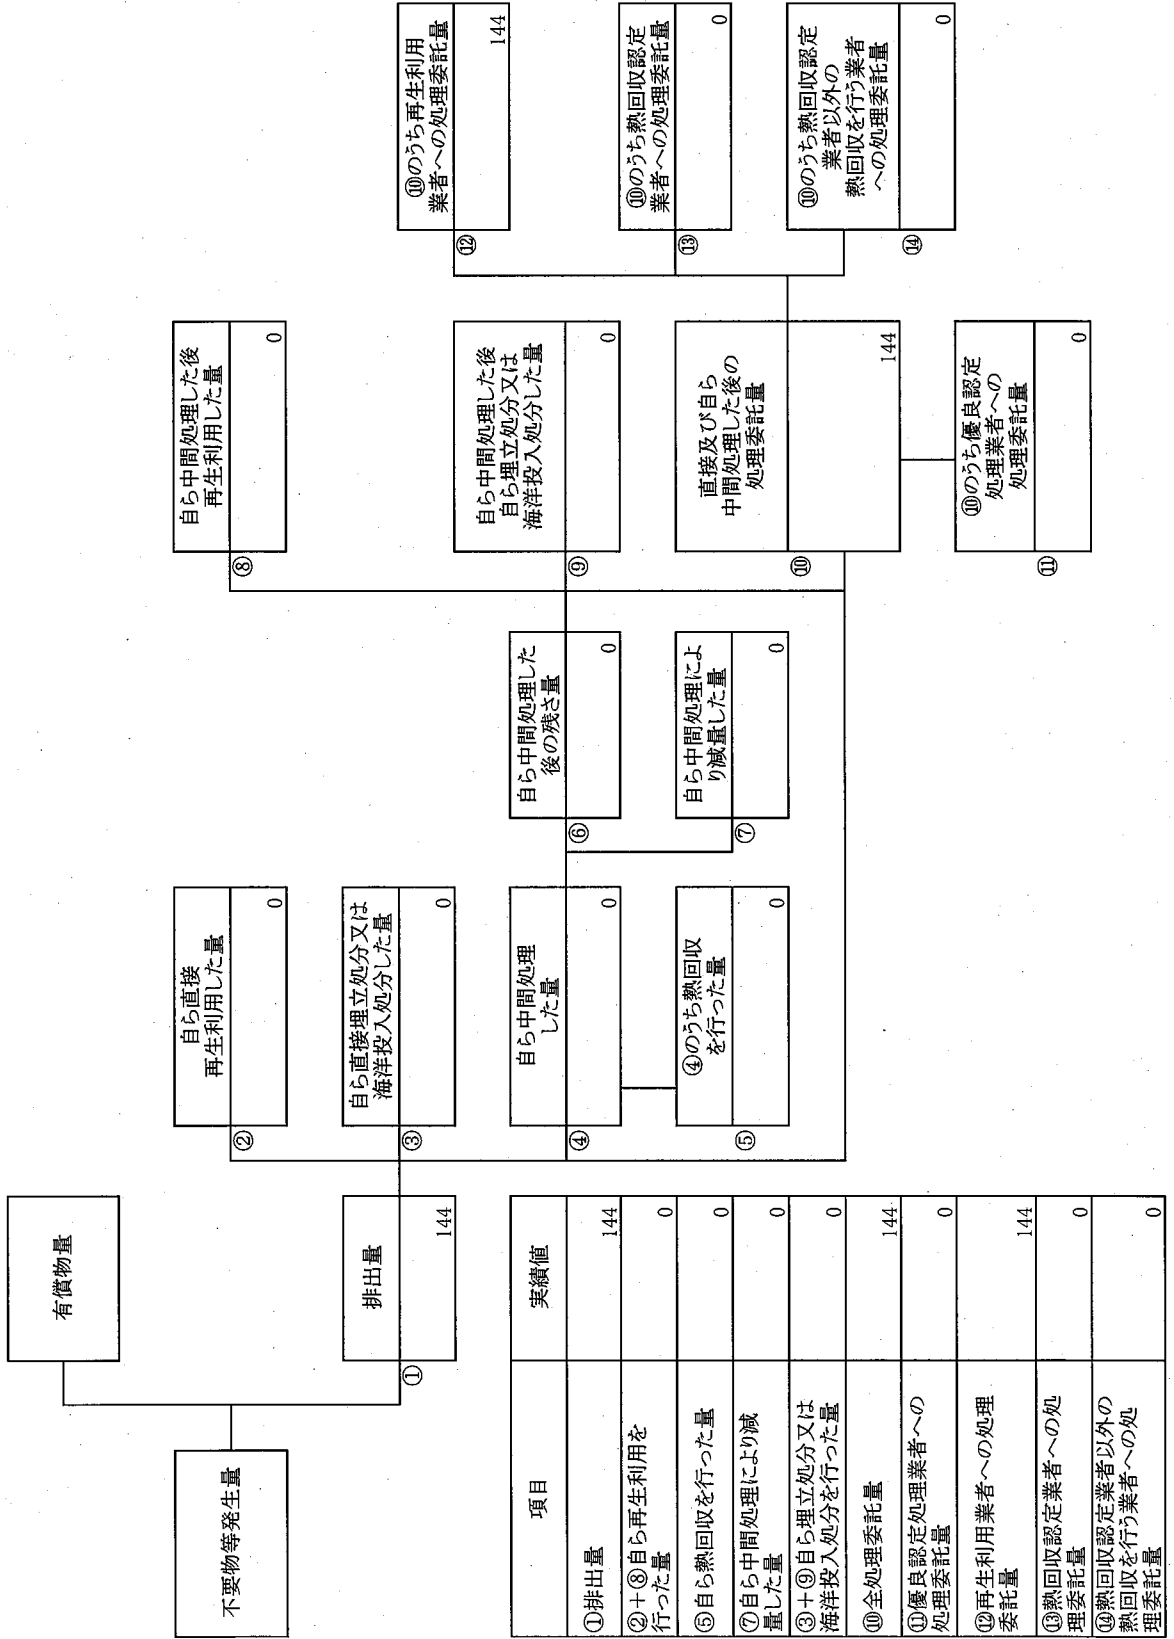 不要物等発生量
有償物量
①
排出量
144
②
自ら直接
再生利用した量
0
③
自ら直接埋立処分又は
海洋投入処分した量
0
④
自ら中間処理
した量
0
⑤
④のうち熱回収
を行った量
0
⑥
自ら中間処理した
後の残さ量
0
⑦
自ら中間処理によ
り減量した量
0
⑧
自ら中間処理した後
再生利用した量
0
⑨
自ら中間処理した後
自ら埋立処分又は
海洋投入処分した量
0
⑩
直接及び自ら
中間処理した後の
処理委託量
144
⑪
⑩のうち優良認定
処理業者への
処理委託量
0
⑫
⑩のうち再生利用
業者への処理委託量
144
⑬
⑩のうち熱回収認定
業者への処理委託量
0
⑭
⑩のうち熱回収認定
業者以外の
熱回収を行う業者
への処理委託量
0
項目
実績値
①排出量
144
②+⑧自ら再生利用を
行った量
0
⑤自ら熱回収を行った量
0
⑦自ら中間処理により減
量した量
0
③+⑨自ら埋立処分又は
海洋投入処分を行った量
0
⑩全処理委託量
144
⑪優良認定処理業者への
処理委託量
0
⑫再生利用業者への処理
委託量
144
⑬熱回収認定業者への処
理委託量
0
⑭熱回収認定業者以外の
熱回収を行う業者への処
理委託量
0